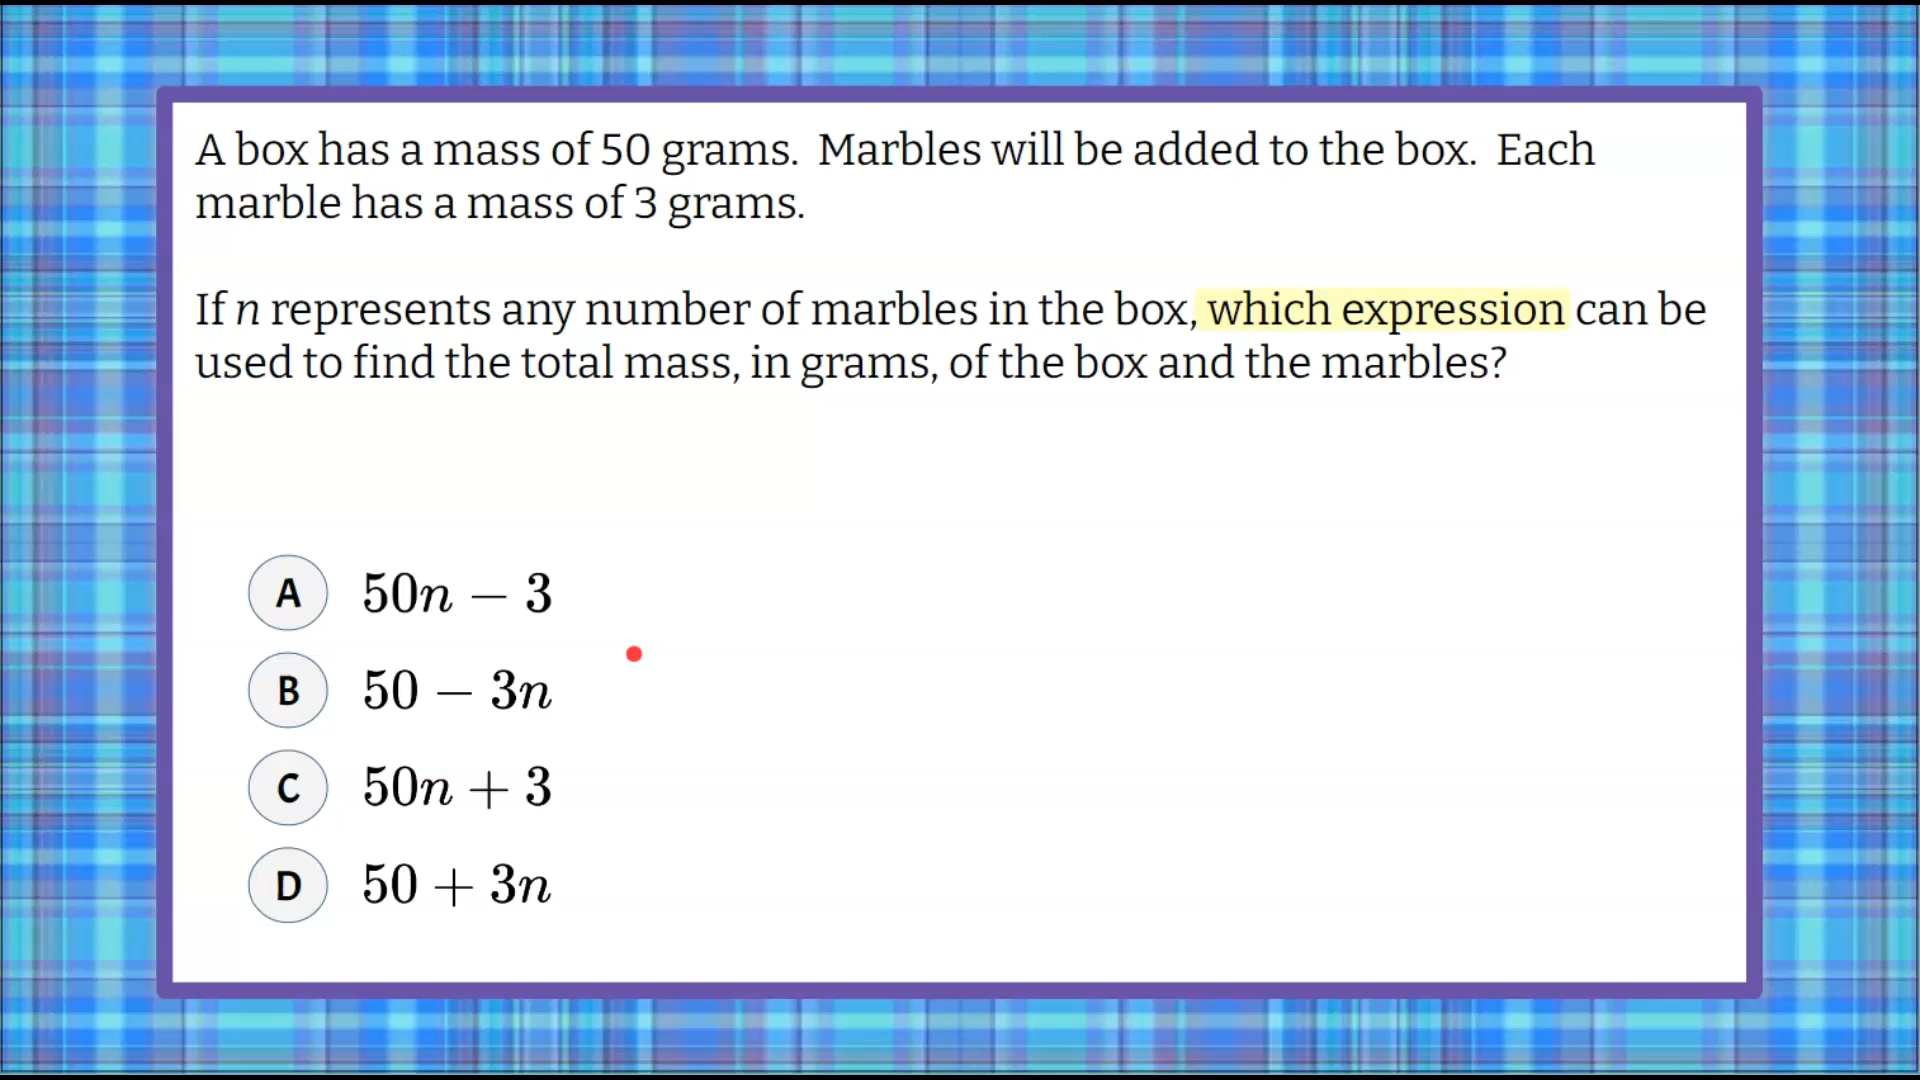 A box has a mass of 50 grams.  Marbles will be added to the box.  Each
marble has a mass of 3 grams.
If n represents any number of marbles in the box, which expression can be
used to find the total mass, in grams, of the box and the marbles?
A 50n − 3
B 50 − 3n
C 50n + 3
D 50 + 3n